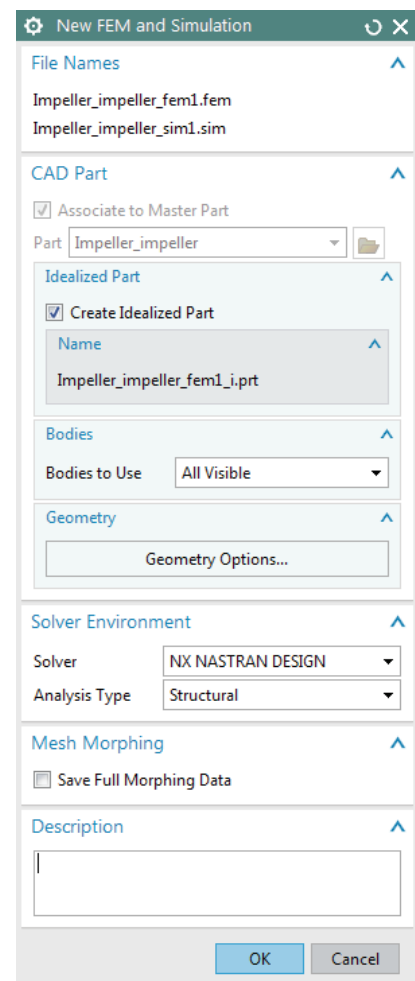 New FEM and Simulation
File Names
Impeller_impeller_fem1.fem
Impeller_impeller_sim1.sim
CAD Part
Associate to Master Part
Part Impeller_impeller
Idealized Part
Create Idealized Part
Name
Impeller_impeller_fem1_i.prt
Bodies
Bodies to Use All Visible
Geometry
Geometry Options...
Solver Environment
Solver NX NASTRAN DESIGN
Analysis Type Structural
Mesh Morphing
Save Full Morphing Data
Description
OK Cancel